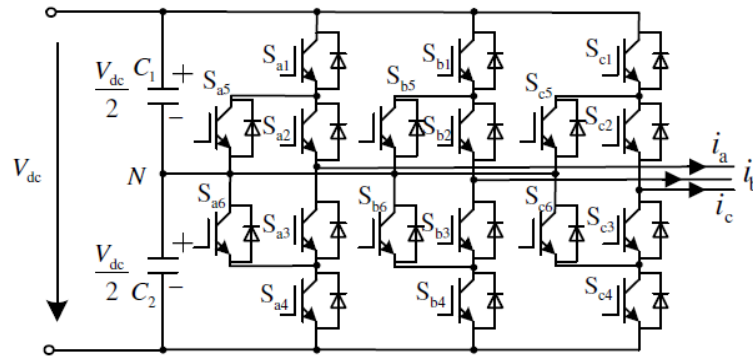 S_a1
S_b1
S_c1
S_a5
S_b5
S_c5
V_dc/2 C_1 +
−
S_a2
S_b2
S_c2
V_dc
N
i_a
i_b
i_c
S_a6
S_b6
S_c6
V_dc/2 C_2 +
−
S_a3
S_b3
S_c3
S_a4
S_b4
S_c4